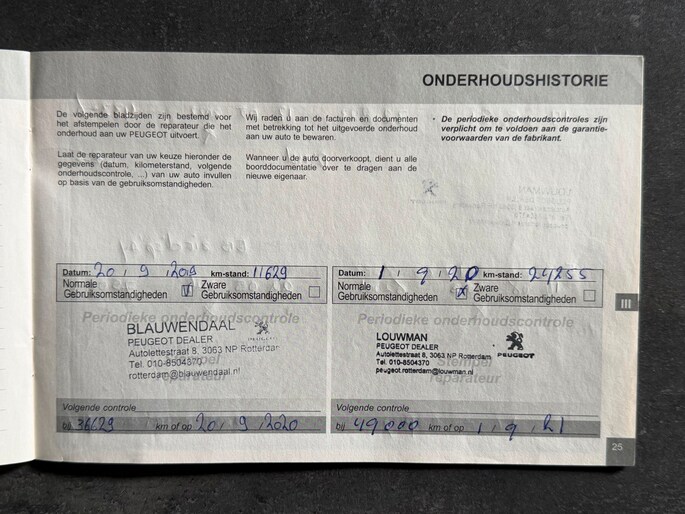 ONDERHOUDSHISTORIE
De volgende bladzijden zijn bestemd voor
het afstempelen door de reparateur die het
onderhoud aan uw PEUGEOT uitvoert.
Laat de reparateur van uw keuze hieronder de
gegevens (datum, kilometerstand, volgende
onderhoudscontrole, ...) van uw auto invullen
op basis van de gebruiksomstandigheden.
Wij raden u aan de facturen en documenten
met betrekking tot het uitgevoerde onderhoud
aan uw auto te bewaren.
Wanneer u de auto doorverkoopt, dient u alle
boorddocumentatie over te dragen aan de
nieuwe eigenaar.
* De periodieke onderhoudscontroles zijn
verplicht om te voldoen aan de garantie-
voorwaarden van de fabrikant.
Datum: 20, 9, 2019 km-stand: 11629
Normale
Gebruiksomstandigheden
Zware
Gebruiksomstandigheden
Periodieke onderhoudscontrole
BLAUWENDAAL
PEUGEOT DEALER
Autolettestraat 8, 3063 NP Rotterdam
Tel. 010-8504370
rotterdam@blauwendaal.nl
Stempel
reparateur
Volgende controle
bij 36629 km of op 20, 9, 2020
Datum: 1, 9, 20 km-stand: 24255
Normale
Gebruiksomstandigheden
Zware
Gebruiksomstandigheden
Periodieke onderhoudscontrole
LOUWMAN
PEUGEOT DEALER
Autolettestraat 8, 3063 NP Rotterdam
Tel. 010-8504370
peugeot.rotterdam@louwman.nl
PEUGEOT
Stempel
reparateur
Volgende controle
bij 49000 km of op 1, 9, 21
III
25